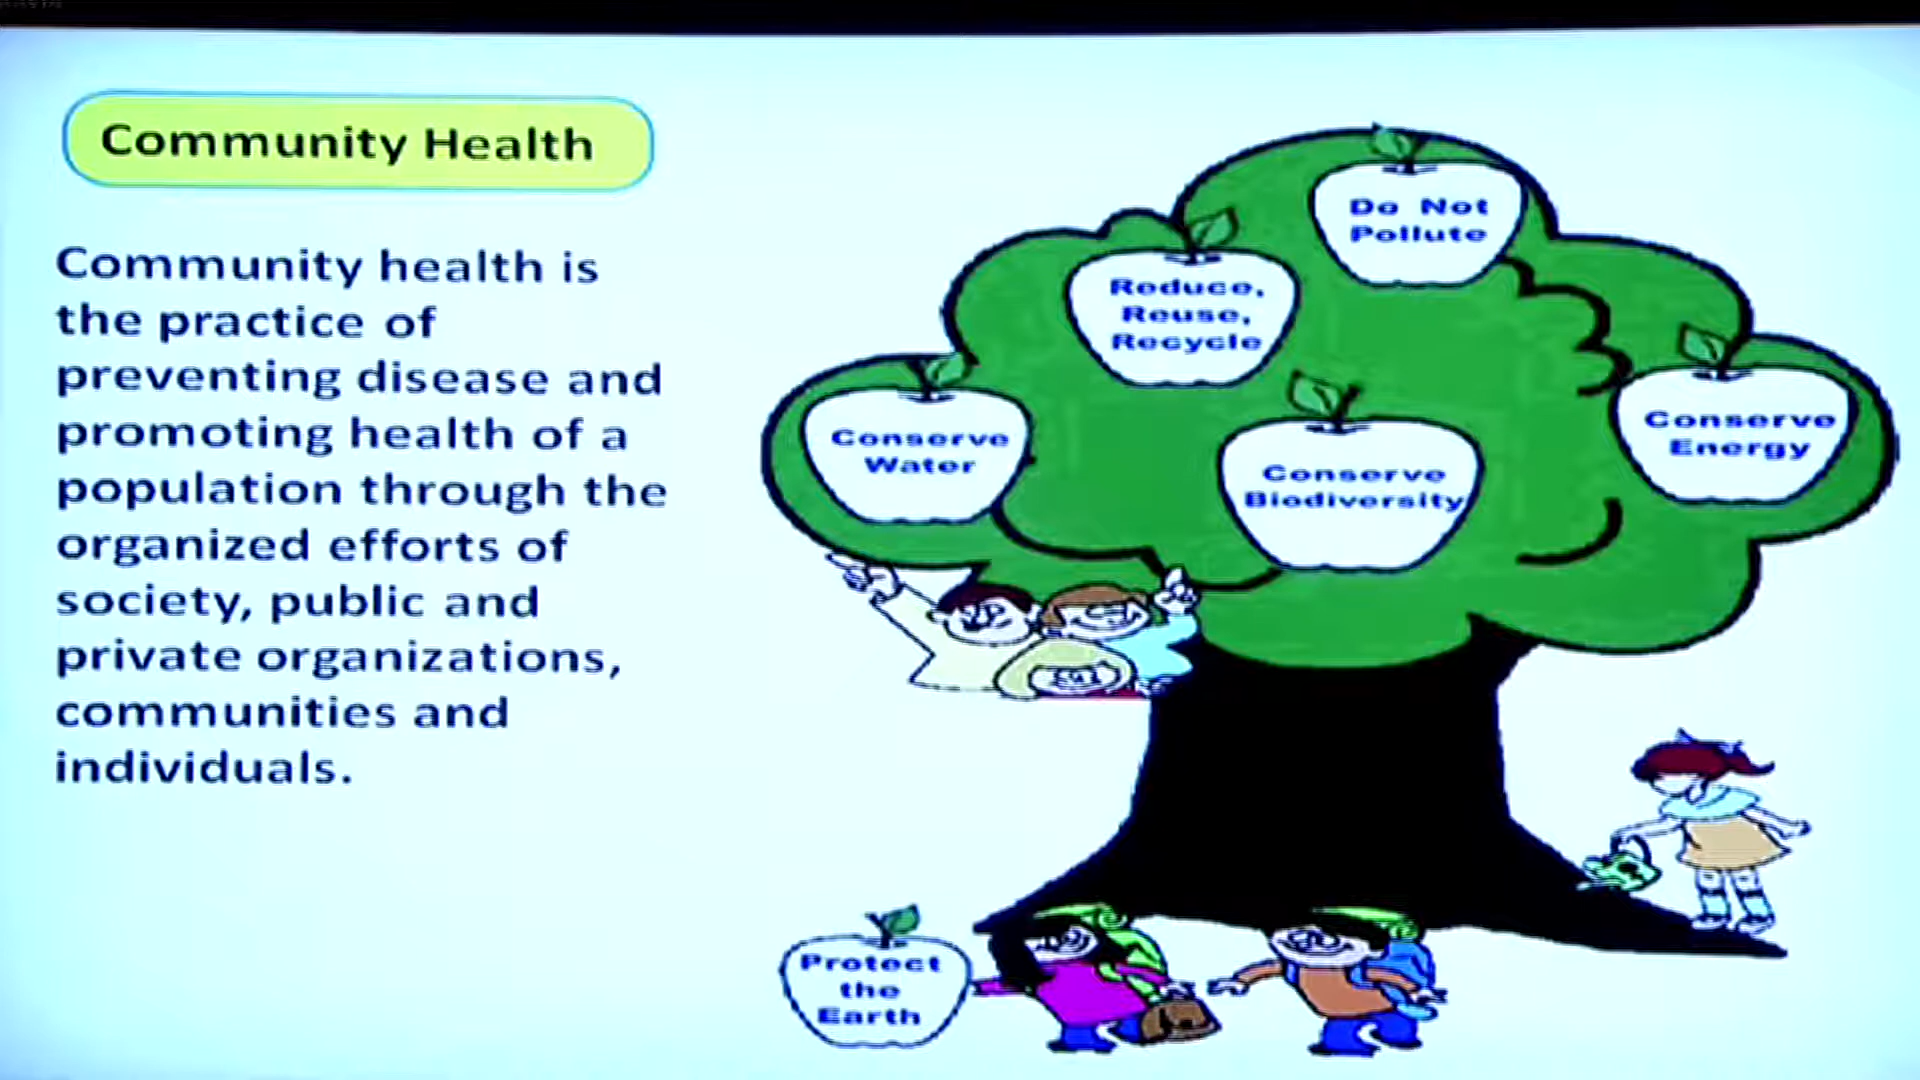 Community Health
Community health is
the practice of
preventing disease and
promoting health of a
population through the
organized efforts of
society, public and
private organizations,
communities and
individuals.
Do Not
Pollute
Reduce,
Reuse,
Recycle
Conserve
Water
Conserve
Biodiversity
Conserve
Energy
Protect
the
Earth